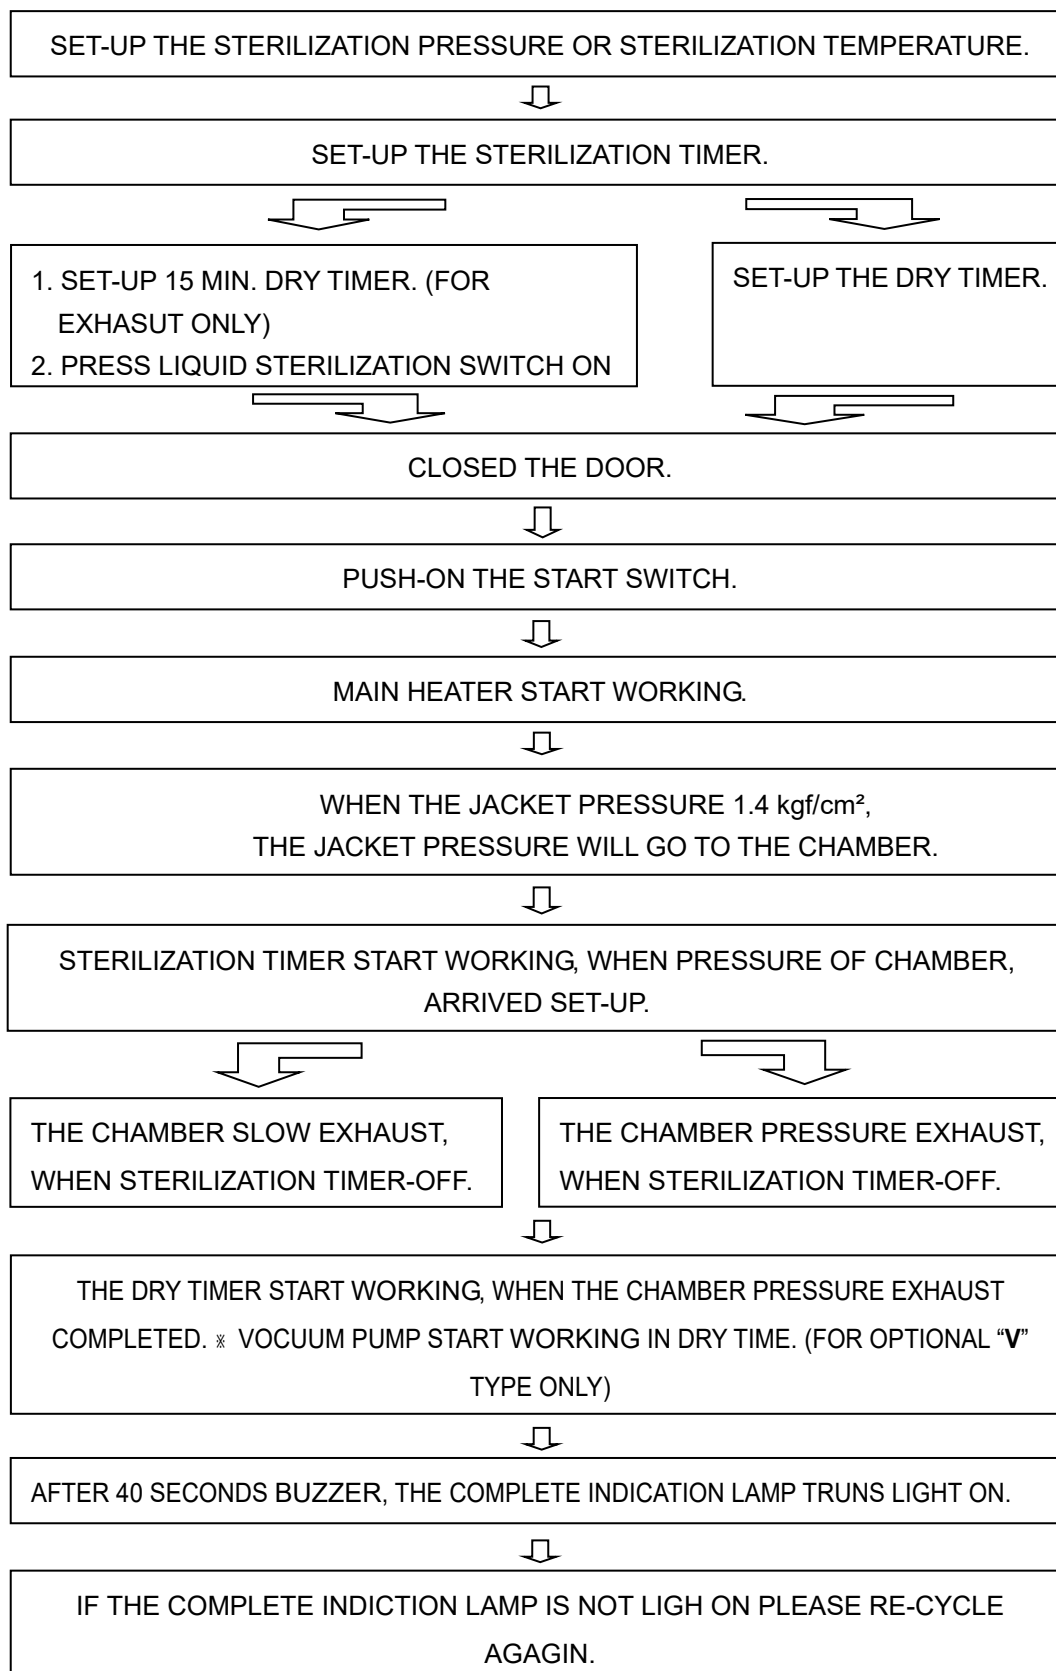 SET-UP THE STERILIZATION PRESSURE OR STERILIZATION TEMPERATURE.
SET-UP THE STERILIZATION TIMER.
1. SET-UP 15 MIN. DRY TIMER. (FOR
EXHASUT ONLY)
2. PRESS LIQUID STERILIZATION SWITCH ON
SET-UP THE DRY TIMER.
CLOSED THE DOOR.
PUSH-ON THE START SWITCH.
MAIN HEATER START WORKING.
WHEN THE JACKET PRESSURE 1.4 kgf/cm²,
THE JACKET PRESSURE WILL GO TO THE CHAMBER.
STERILIZATION TIMER START WORKING, WHEN PRESSURE OF CHAMBER,
ARRIVED SET-UP.
THE CHAMBER SLOW EXHAUST,
WHEN STERILIZATION TIMER-OFF.
THE CHAMBER PRESSURE EXHAUST,
WHEN STERILIZATION TIMER-OFF.
THE DRY TIMER START WORKING, WHEN THE CHAMBER PRESSURE EXHAUST
COMPLETED. ※ VOCUUM PUMP START WORKING IN DRY TIME. (FOR OPTIONAL “V”
TYPE ONLY)
AFTER 40 SECONDS BUZZER, THE COMPLETE INDICATION LAMP TRUNS LIGHT ON.
IF THE COMPLETE INDICTION LAMP IS NOT LIGH ON PLEASE RE-CYCLE
AGAGIN.